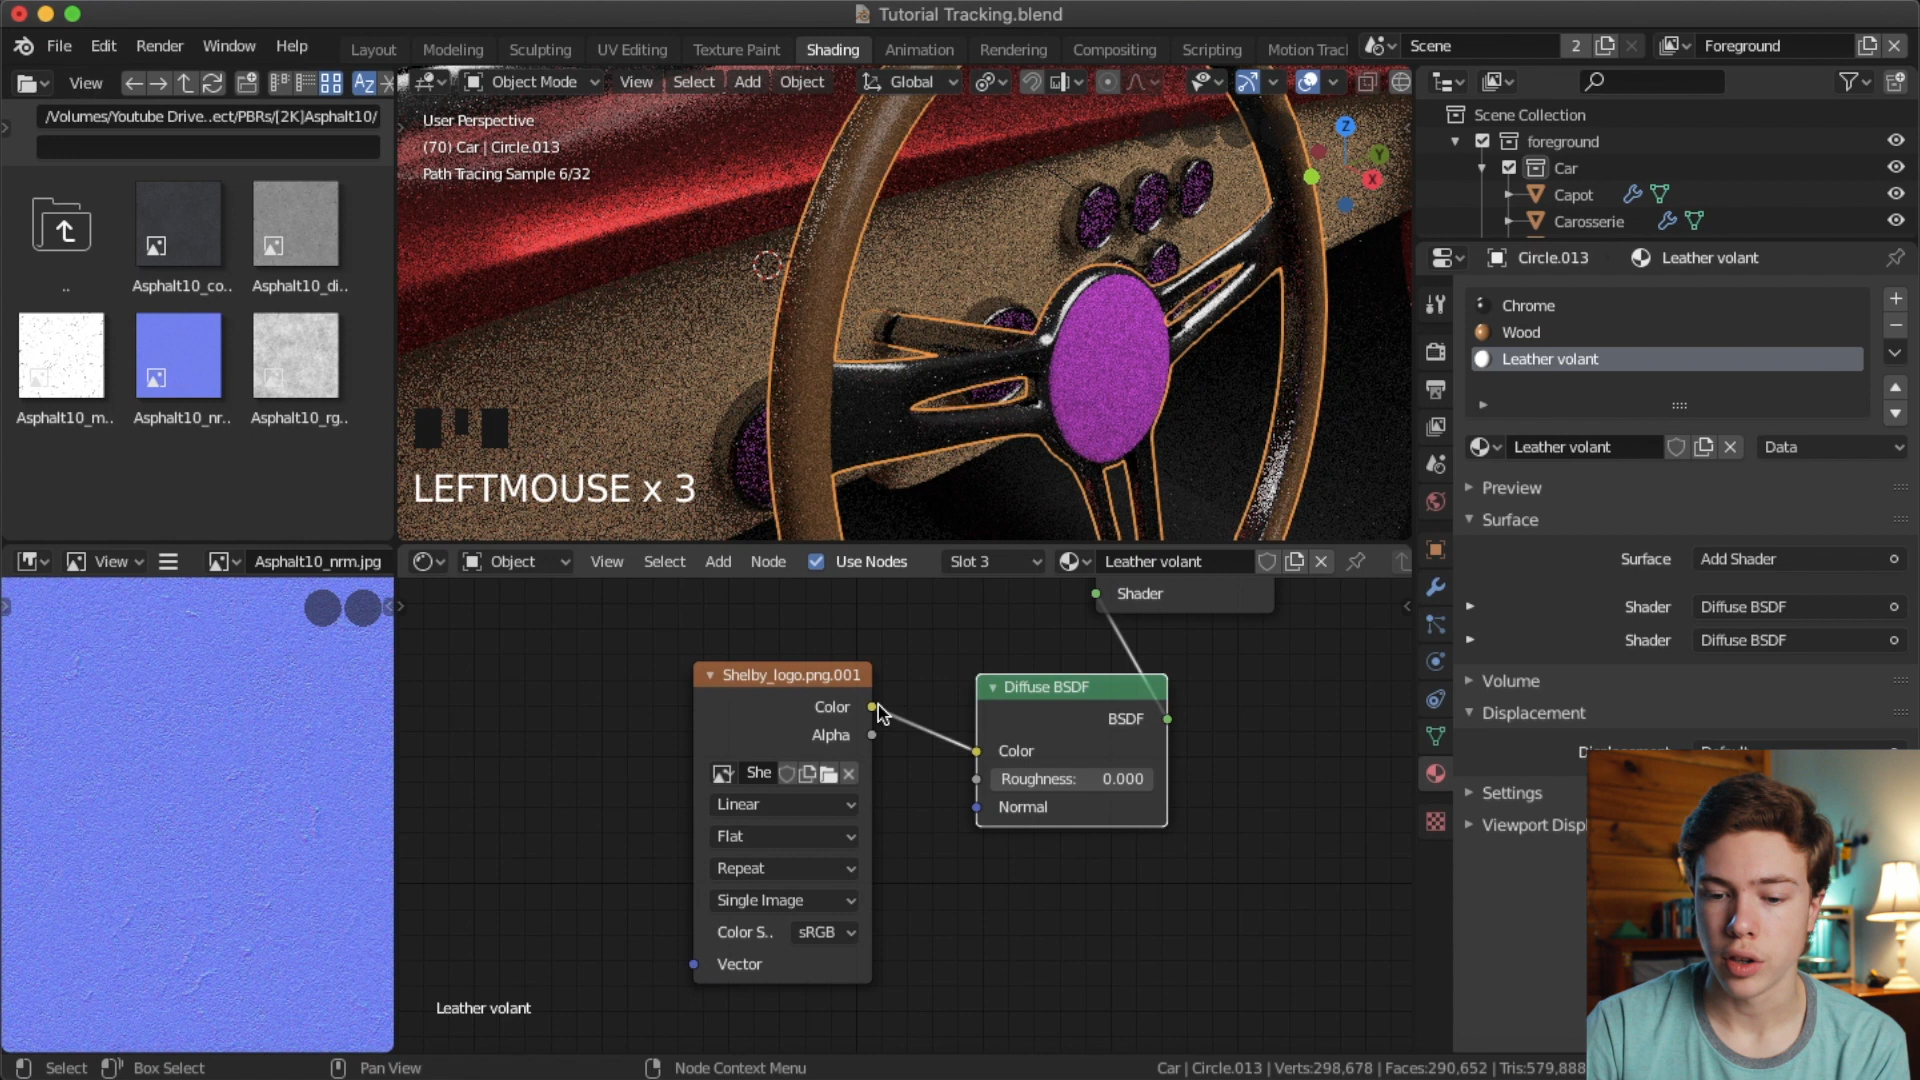 Tutorial Tracking.blend
File Edit Render Window Help
Layout Modeling Sculpting UV Editing Texture Paint Shading Animation Rendering Compositing Scripting Motion Trac
Scene 2 Foreground
View
/Volumes/Youtube Drive..ect/PBRs/[2K]Asphalt10/
..
Asphalt10_co..
Asphalt10_di..
Asphalt10_m..
Asphalt10_nr..
Asphalt10_rg..
Object Mode View Select Add Object Global
User Perspective
(70) Car | Circle.013
Path Tracing Sample 6/32
LEFTMOUSE x 3
Z
Y
X
Scene Collection
foreground
Car
Capot
Carosserie
Circle.013 Leather volant
Chrome
Wood
Leather volant
Leather volant Data
Preview
Surface
Surface Add Shader
Shader Diffuse BSDF
Shader Diffuse BSDF
Volume
Displacement
Settings
Viewport Displ
View Asphalt10_nrm.jpg
Object View Select Add Node Use Nodes Slot 3 Leather volant
Shader
Shelby_logo.png.001
Color
Alpha
She
Linear
Flat
Repeat
Single Image
Color S.. sRGB
Vector
Diffuse BSDF
BSDF
Color
Roughness: 0.000
Normal
Leather volant
Select Box Select Pan View Node Context Menu
Car | Circle.013 | Verts:298,678 | Faces:290,652 | Tris:579,888